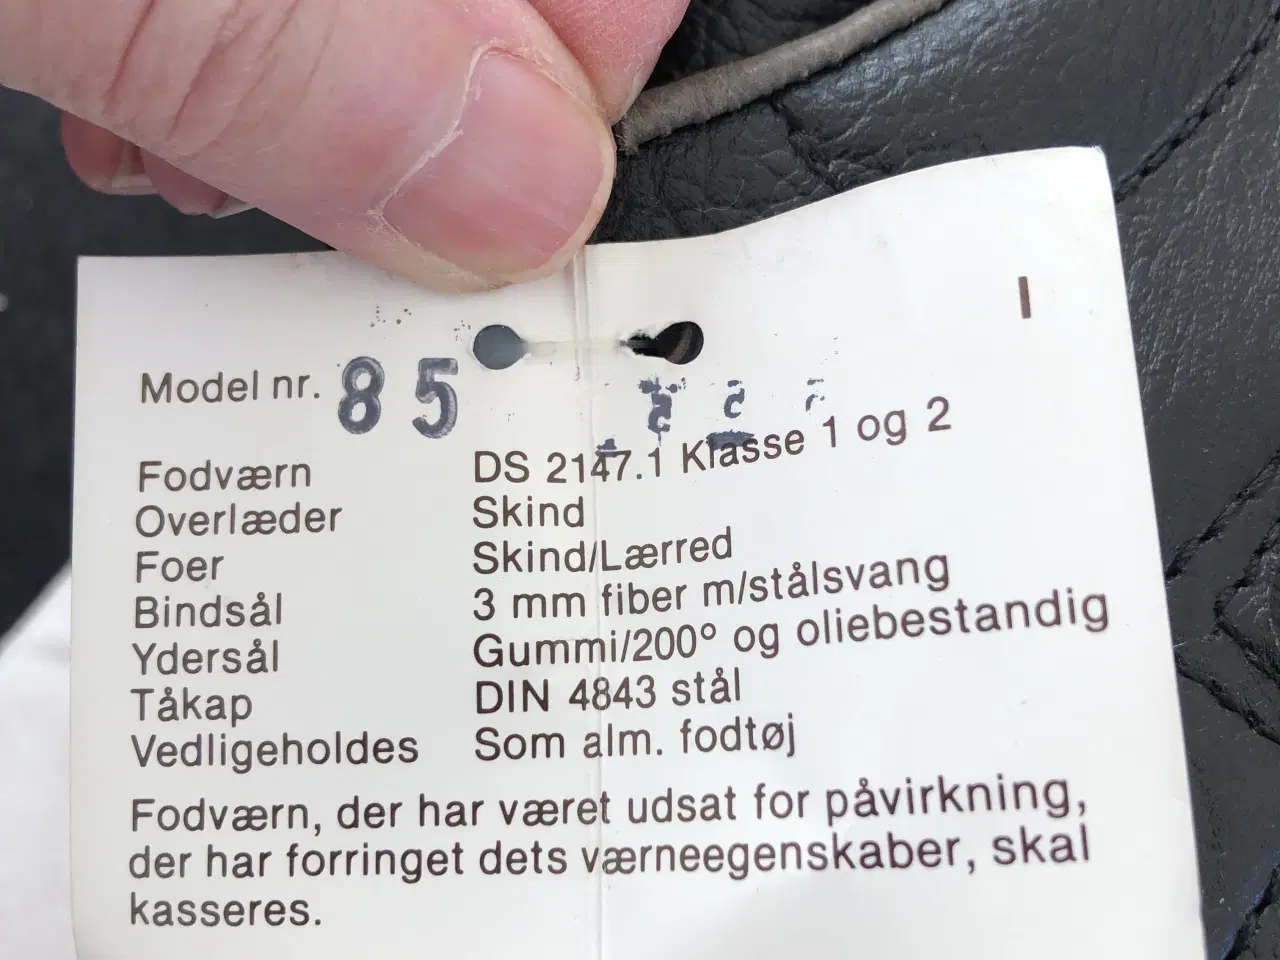 Model nr. 85
Fodværn DS 2147.1 Klasse 1 og 2
Overlæder Skind
Foer Skind/Lærred
Bindsål 3 mm fiber m/stålsvang
Ydersål Gummi/200° og oliebestandig
Tåkap DIN 4843 stål
Vedligeholdes Som alm. fodtøj
Fodværn, der har været udsat for påvirkning,
der har forringet dets værneegenskaber, skal
kasseres.